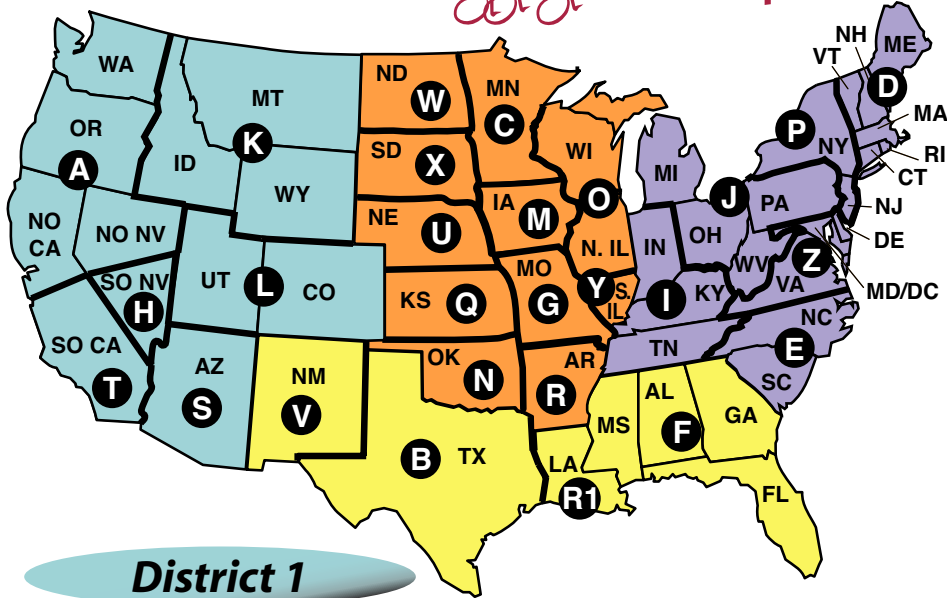 NH
ME
VT
WA
ND
MN
D
MT
W
MA
OR
C
P
NY
RI
K
SD
WI
CT
A
ID
X
MI
WY
IA
O
J
PA
NJ
NE
M
NO
CA
NO NV
U
N. IL
IN
OH
DE
WV
Z
MO
SO NV
UT
L
CO
KS
Q
Y
S.
IL
I
KY
VA
MD/DC
H
G
NC
SO CA
TN
E
OK
AR
AZ
NM
N
R
SC
T
S
V
AL
MS
F
GA
B
TX
LA
R1
FL
District 1